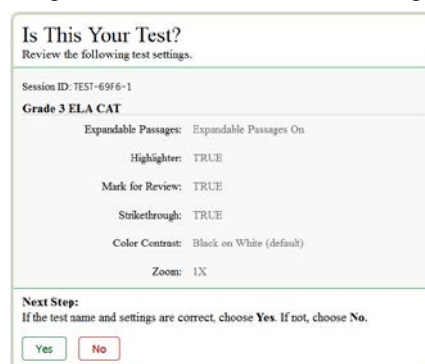 Is This Your Test?
Review the following test settings.
Session ID: TEST-69F6-1
Grade 3 ELA CAT
Expandable Passages: Expandable Passages On
Highlighter: TRUE
Mark for Review: TRUE
Strikethrough: TRUE
Color Contrast: Black on White (default)
Zoom: 1X
Next Step:
If the test name and settings are correct, choose Yes. If not, choose No.
Yes No